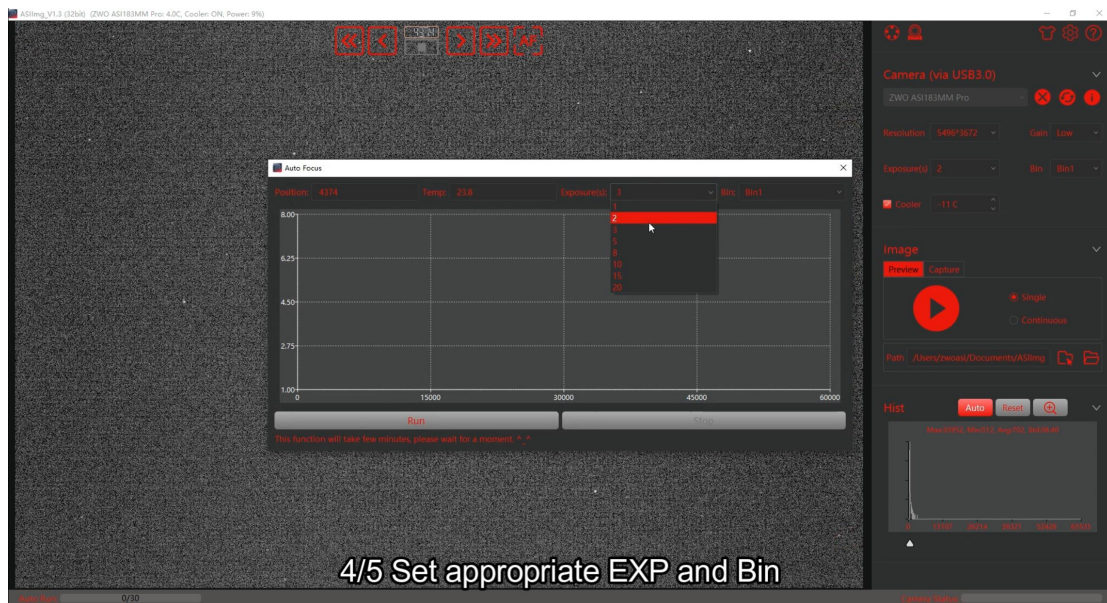 ASIImg_V1.3 (32bit) (ZWO ASI183MM Pro: 4.0C, Cooler: ON, Power: 9%)
AF
Camera (via USB3.0)
ZWO ASI183MM Pro
Resolution 5496*3672 Gain Low
Exposure(s) 2 Bin Bin1
Cooler -11 C
Image
Preview Capture
Single
Continuous
Path /Users/zwoasi/Documents/ASIImg
Hist Auto Reset
Auto Focus
Position: 4374 Temp: 23.8 Exposure(s): 3 Bin: Bin1
1
2
3
5
8
10
15
20
8.00
6.25
4.50
2.75
1.00
0 15000 30000 45000 60000
Run Stop
This function will take few minutes, please wait for a moment. ^_^
4/5 Set appropriate EXP and Bin
0/30
Camera Status: